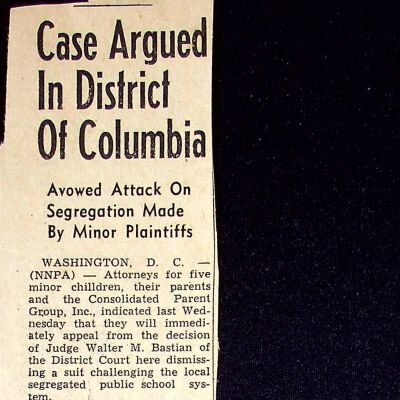 Case Argued
In District
Of Columbia
Avowed Attack On
Segregation Made
By Minor Plaintiffs
WASHINGTON, D. C. —
(NNPA) — Attorneys for five
minor chilldren, their parents
and the Consolidated Parent
Group, Inc., indicated last Wed-
nesday that they will immedi-
ately appeal from the decision
of Judge Walter M. Bastian of
the District Court here dismiss-
ing a suit challenging the local
segregated public school sys-
tem.